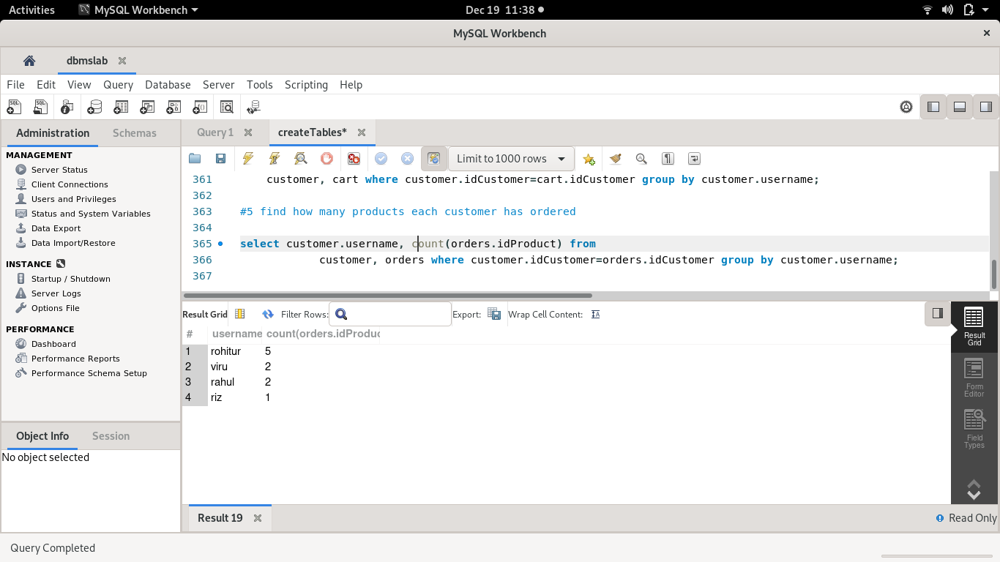 Activities MySQL Workbench Dec 19 11:38
MySQL Workbench
dbmslab
File Edit View Query Database Server Tools Scripting Help
Administration Schemas
MANAGEMENT
Server Status
Client Connections
Users and Privileges
Status and System Variables
Data Export
Data Import/Restore
INSTANCE
Startup / Shutdown
Server Logs
Options File
PERFORMANCE
Dashboard
Performance Reports
Performance Schema Setup
Object Info Session
No object selected
Query 1 createTables*
Limit to 1000 rows
361 customer, cart where customer.idCustomer=cart.idCustomer group by customer.username;
362
363 #5 find how many products each customer has ordered
364
365 select customer.username, count(orders.idProduct) from
366 customer, orders where customer.idCustomer=orders.idCustomer group by customer.username;
367
Result Grid Filter Rows: Export: Wrap Cell Content:
# username count(orders.idProduc
1 rohitur 5
2 viru 2
3 rahul 2
4 riz 1
Result
Grid
Form
Editor
Field
Types
Result 19 Read Only
Query Completed